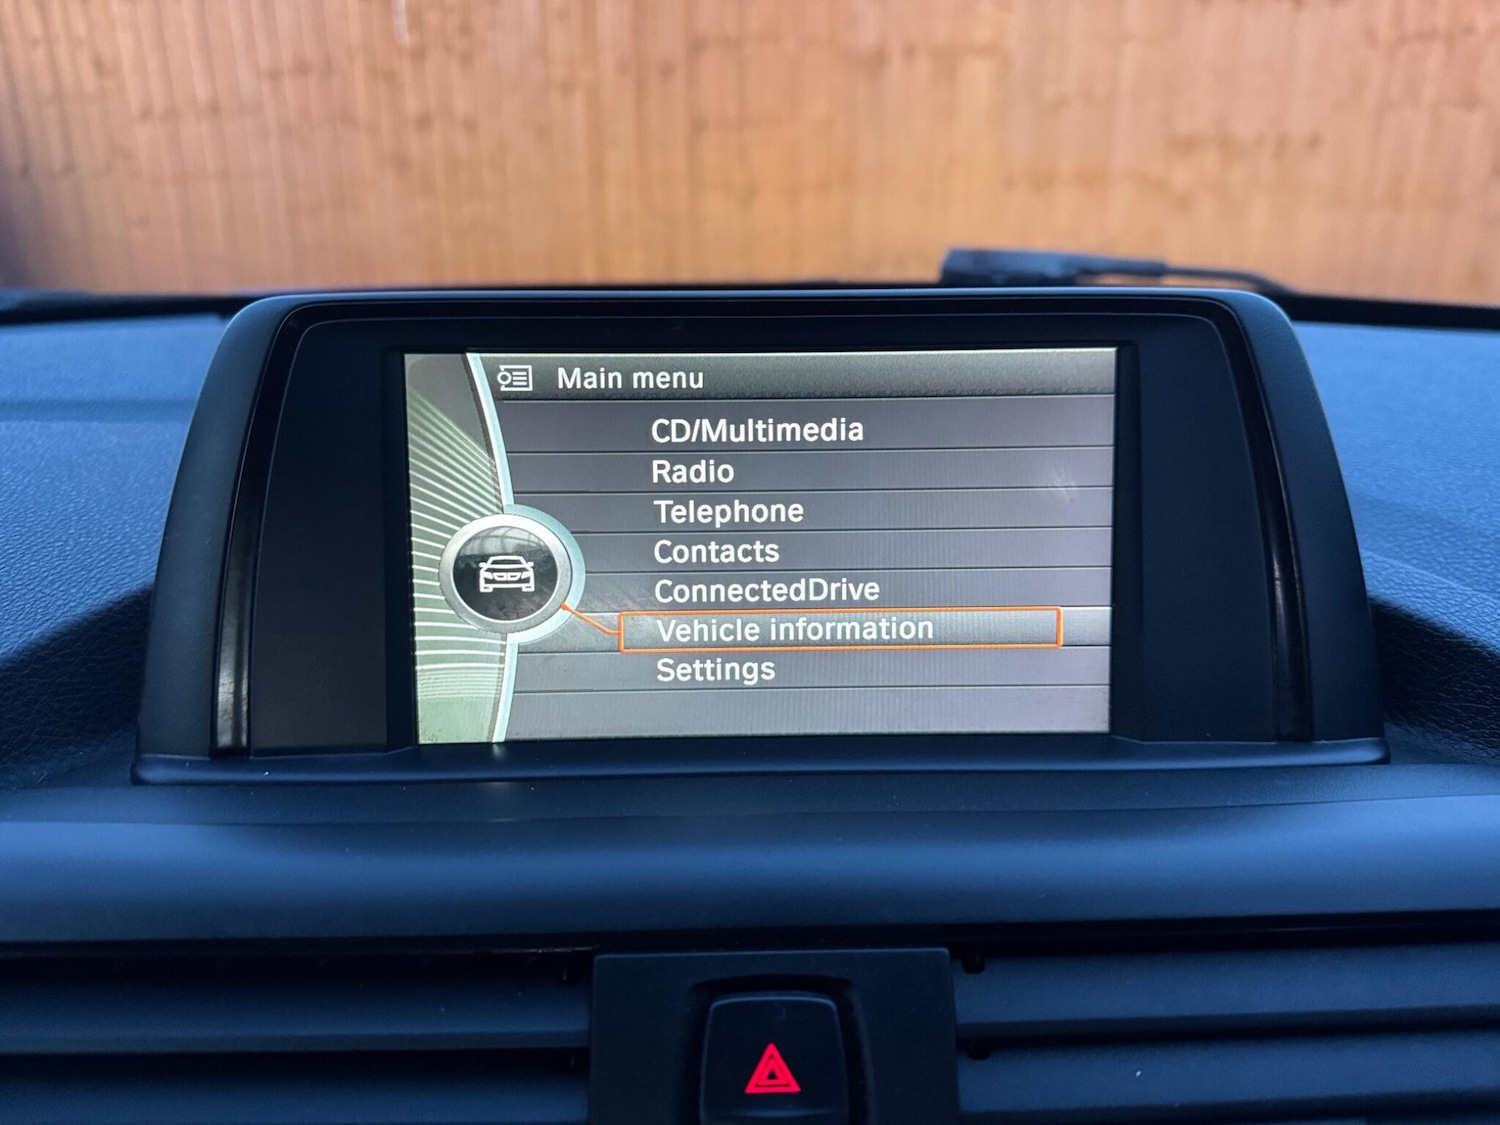 Main menu
CD/Multimedia
Radio
Telephone
Contacts
ConnectedDrive
Vehicle information
Settings